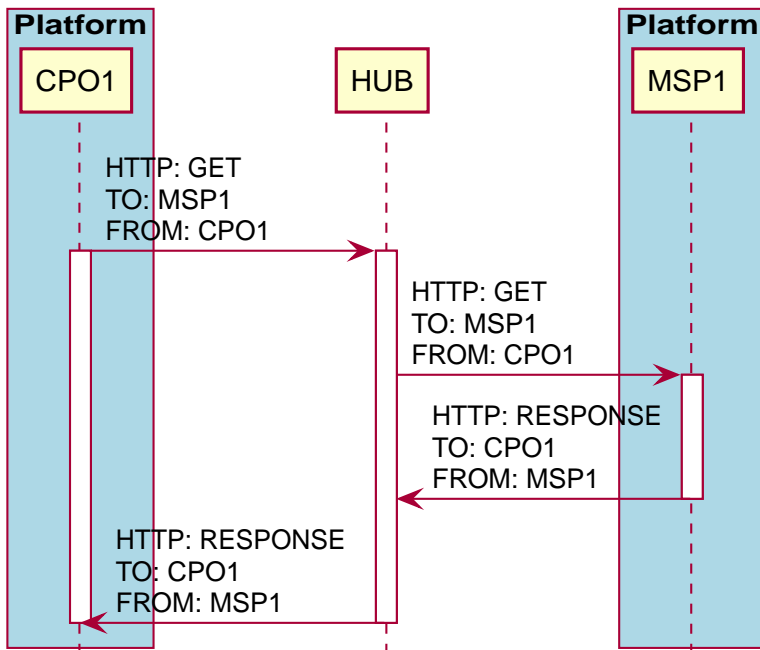 Platform
Platform
CPO1
HUB
MSP1
HTTP: GET
TO: MSP1
FROM: CPO1
HTTP: GET
TO: MSP1
FROM: CPO1
HTTP: RESPONSE
TO: CPO1
FROM: MSP1
HTTP: RESPONSE
TO: CPO1
FROM: MSP1